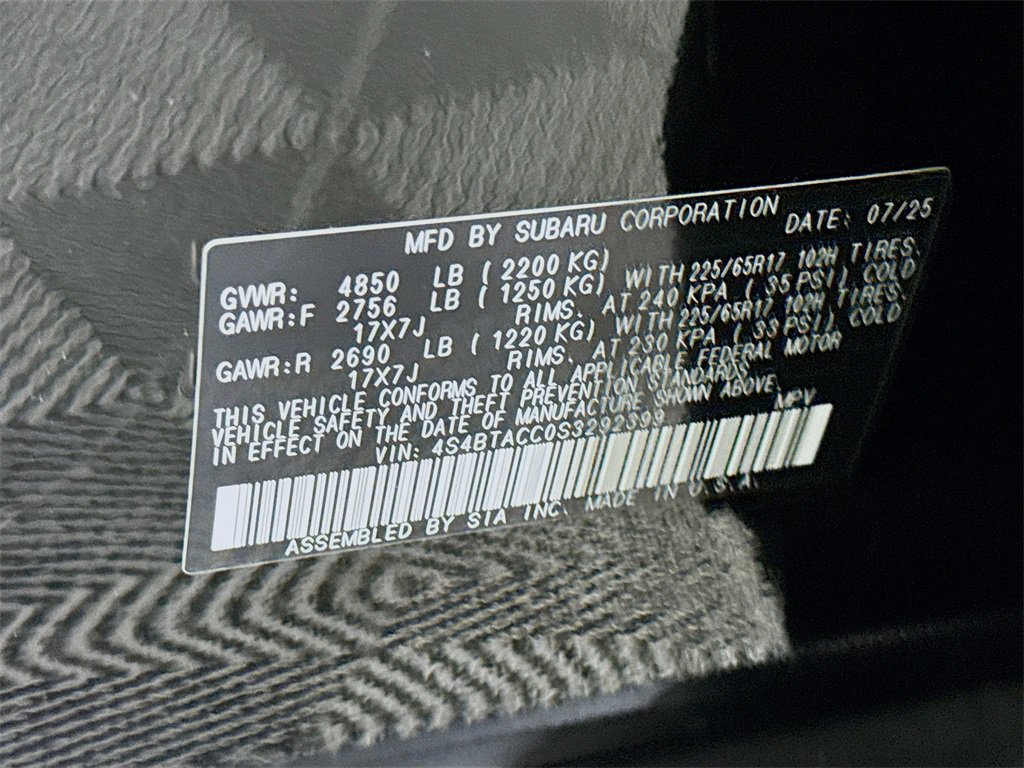 MFD BY SUBARU CORPORATION DATE: 07/25
GVWR: 4850 LB ( 2200 KG)
GAWR:F 2756 LB ( 1250 KG) WITH 225/65R17 102H TIRES,
17X7J RIMS, AT 240 KPA ( 35 PSI) COLD
GAWR:R 2690 LB ( 1220 KG) WITH 225/65R17 102H TIRES,
17X7J RIMS, AT 230 KPA ( 33 PSI) COLD
THIS VEHICLE CONFORMS TO ALL APPLICABLE FEDERAL MOTOR
VEHICLE SAFETY AND THEFT PREVENTION STANDARDS
IN EFFECT ON THE DATE OF MANUFACTURE SHOWN ABOVE.
VIN: 4S4BTACC0S3292599 MPV
ASSEMBLED BY SIA INC. MADE IN U.S.A.